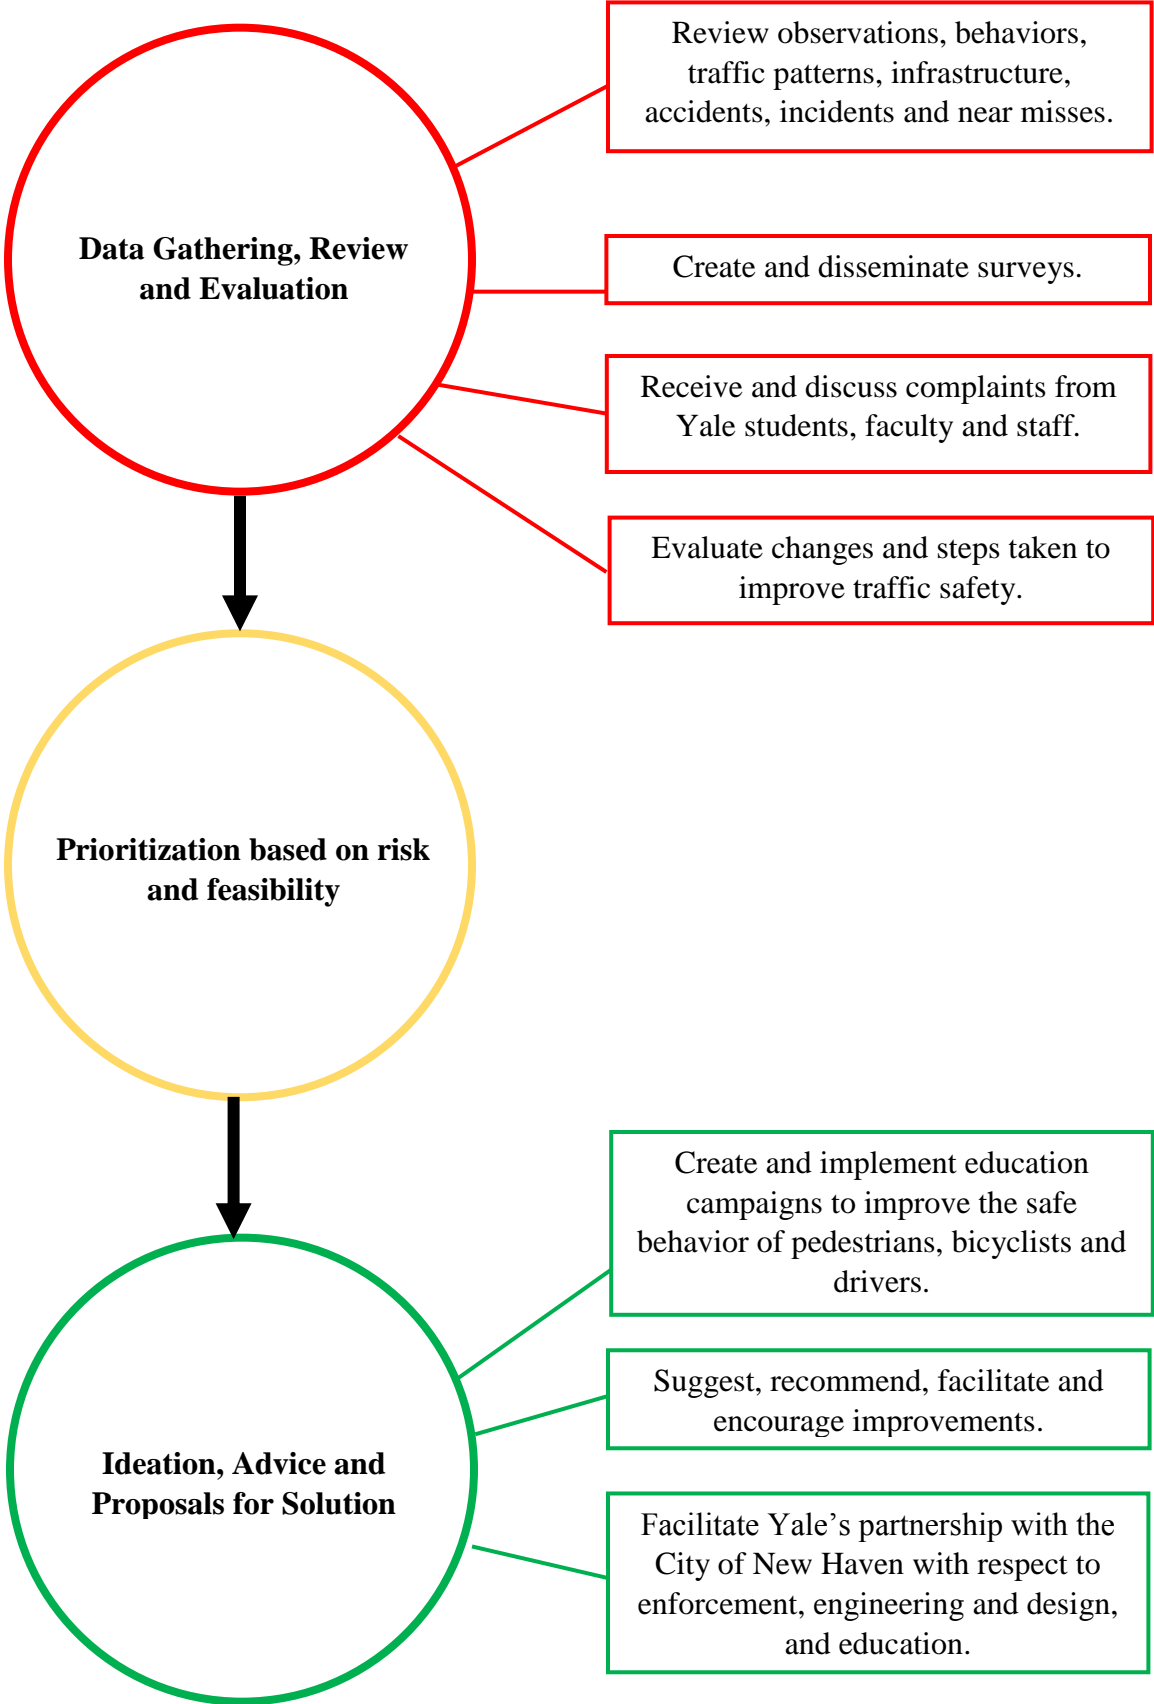 Review observations, behaviors,
traffic patterns, infrastructure,
accidents, incidents and near misses.
Data Gathering, Review
and Evaluation
Create and disseminate surveys.
Receive and discuss complaints from
Yale students, faculty and staff.
Evaluate changes and steps taken to
improve traffic safety.
Prioritization based on risk
and feasibility
Create and implement education
campaigns to improve the safe
behavior of pedestrians, bicyclists and
drivers.
Suggest, recommend, facilitate and
encourage improvements.
Ideation, Advice and
Proposals for Solution
Facilitate Yale’s partnership with the
City of New Haven with respect to
enforcement, engineering and design,
and education.